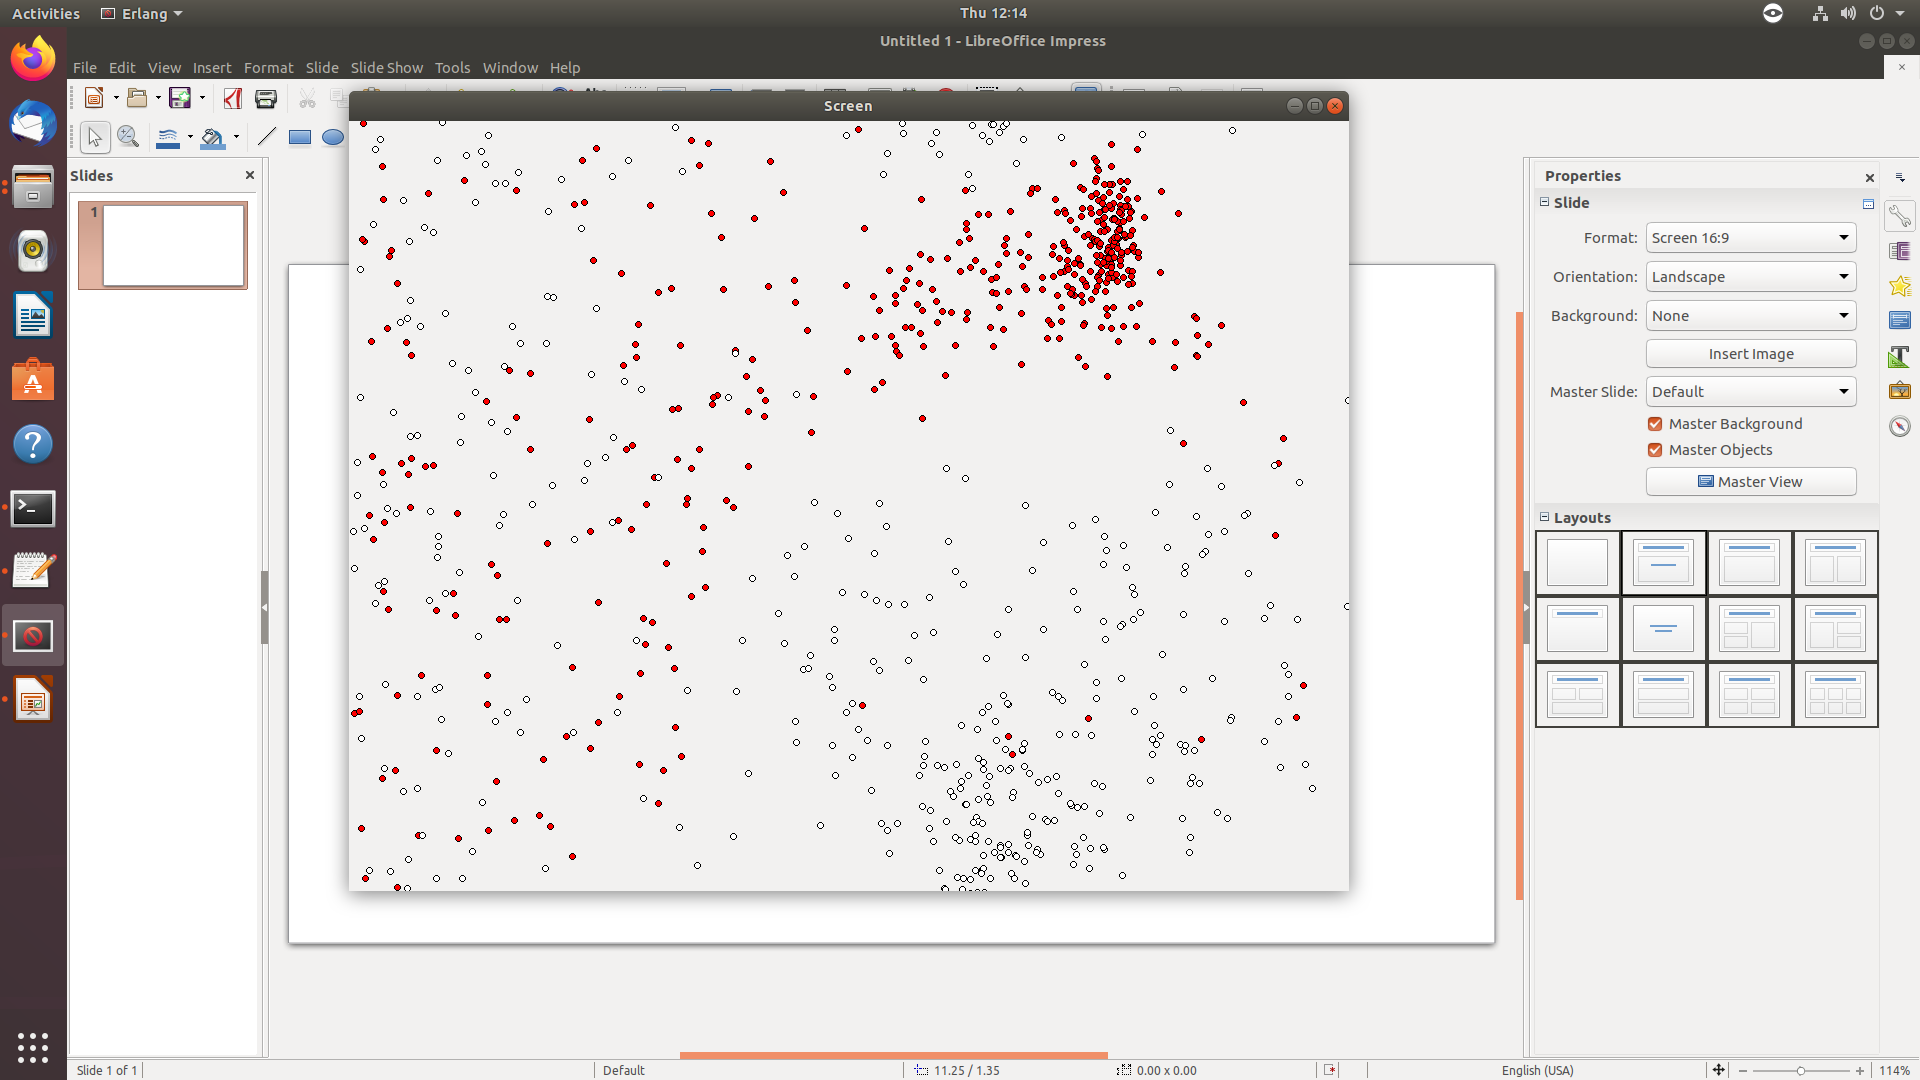 Activities
Erlang
Thu 12:14
Untitled 1 - LibreOffice Impress
File Edit View Insert Format Slide Slide Show Tools Window Help
Screen
Slides
1
Properties
Slide
Format: Screen 16:9
Orientation: Landscape
Background: None
Insert Image
Master Slide: Default
Master Background
Master Objects
Master View
Layouts
Slide 1 of 1
Default
11.25 / 1.35
0.00 x 0.00
English (USA)
114%